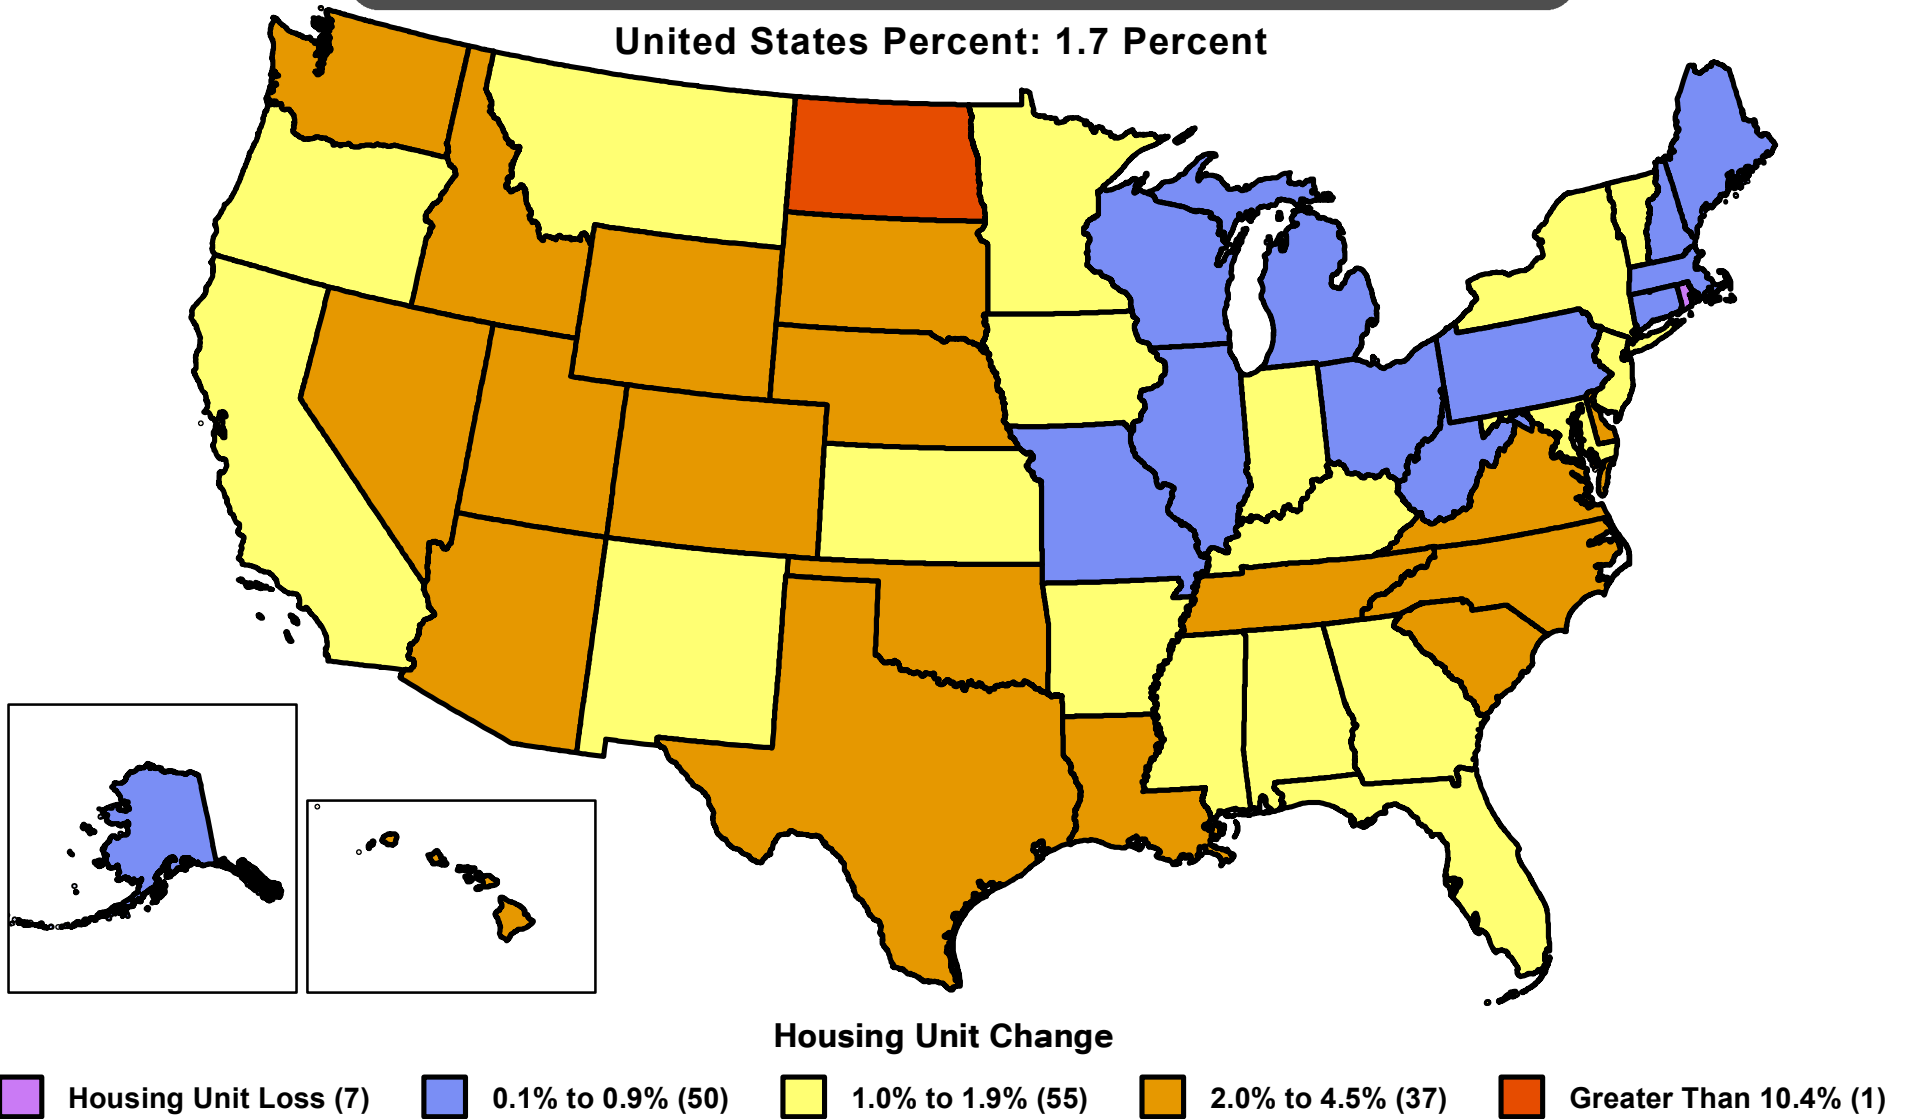 United States Percent: 1.7 Percent
Housing Unit Change
Housing Unit Loss (7)
0.1% to 0.9% (50)
1.0% to 1.9% (55)
2.0% to 4.5% (37)
Greater Than 10.4% (1)